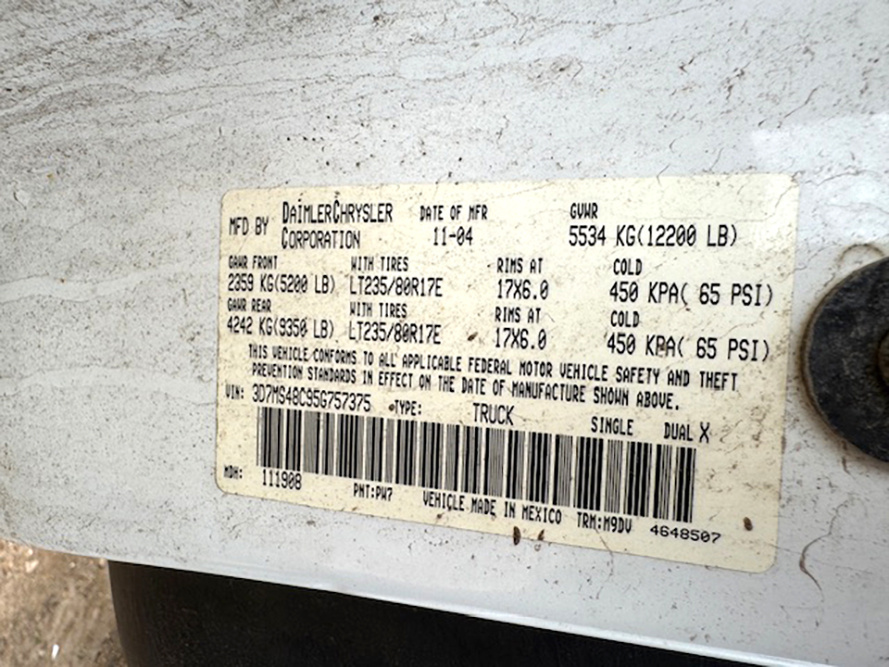 MFD BY DAIMLERCHRYSLER CORPORATION DATE OF MFR 11-04 GVWR 5534 KG(12200 LB)
GAWR FRONT WITH TIRES RIMS AT COLD
2359 KG(5200 LB) LT235/80R17E 17X6.0 450 KPA( 65 PSI)
GAWR REAR WITH TIRES RIMS AT COLD
4242 KG(9350 LB) LT235/80R17E 17X6.0 450 KPA( 65 PSI)
THIS VEHICLE CONFORMS TO ALL APPLICABLE FEDERAL MOTOR VEHICLE SAFETY AND THEFT
PREVENTION STANDARDS IN EFFECT ON THE DATE OF MANUFACTURE SHOWN ABOVE.
VIN: 3D7MS48C95G757375 TYPE: TRUCK SINGLE DUAL X
MDH: 111908 PNT:PW7 VEHICLE MADE IN MEXICO TRM:M9DV 4648507